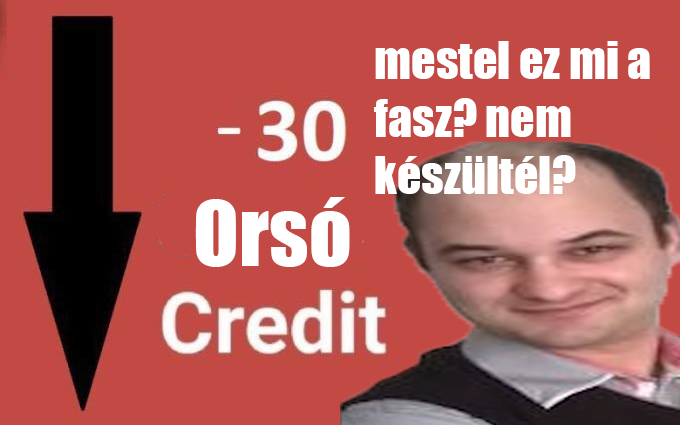 mestel ez mi a
fasz? nem
készültél?
- 30
Orsó
Credit